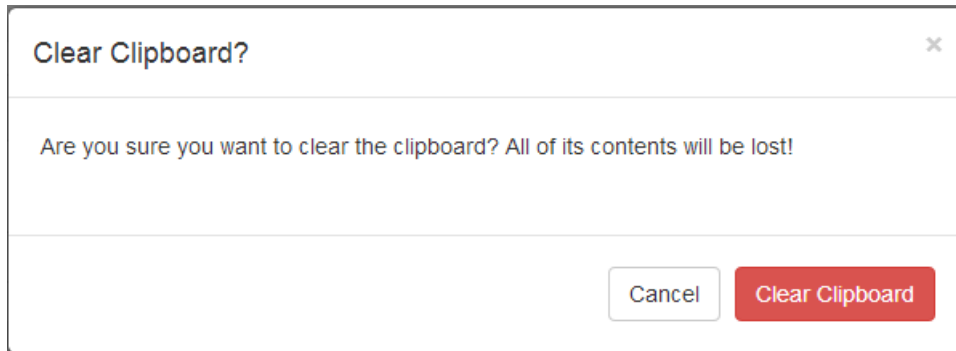 Clear Clipboard?
×
Are you sure you want to clear the clipboard? All of its contents will be lost!
Cancel
Clear Clipboard